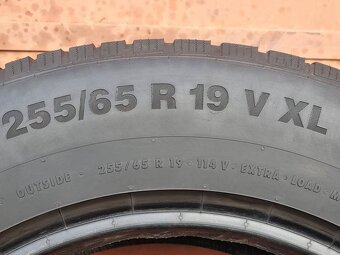 255/65 R 19 V XL
OUTSIDE - 255/65 R 19 - 114 V - EXTRA - LOAD - M